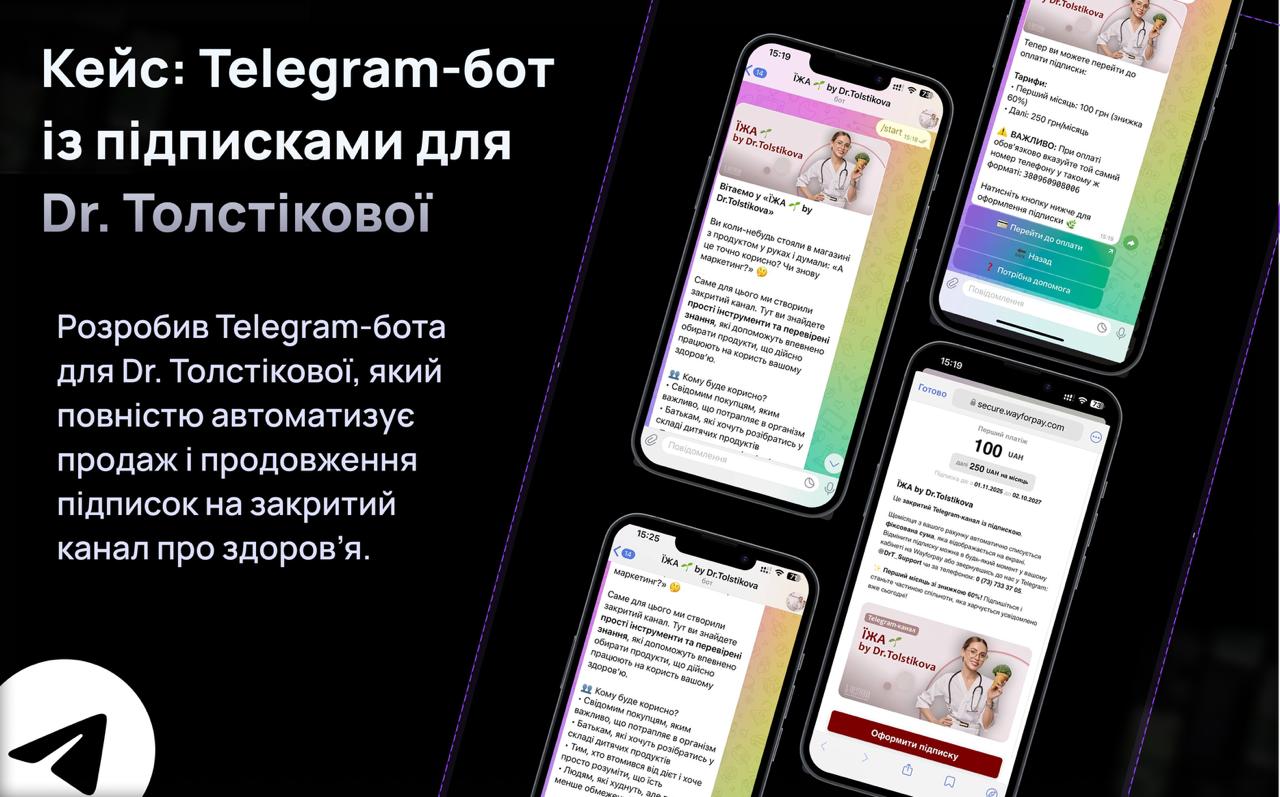 Кейс: Telegram-бот
із підписками для
Dr. Толстікової
Розробив Telegram-бота
для Dr. Толстікової, який
повністю автоматизує
продаж і продовження
підписок на закритий
канал про здоров’я.
15:19
14
ЇЖА 🌱 by Dr.Tolstikova
бот
73
/start 15:18
ЇЖА
by Dr.Tolstikova
Вітаємо у «ЇЖА 🌱 by
Dr.Tolstikova»
Ви коли-небудь стояли в магазині
з продуктом у руках і думали: «А
це точно корисно? Чи знову
маркетинг?» 🤔
Саме для цього ми створили
закритий канал. Тут ви знайдете
прості інструменти та перевірені
знання, які допоможуть впевнено
обирати продукти, що дійсно
працюють на користь вашому
здоров’ю.
👥 Кому буде корисно?
• Свідомим покупцям, яким
важливо, що потрапляє в організм
• Батькам, які хочуть розібратись у
складі дитячих продуктів
Повідомлення
by Dr.Tolstikova
Тепер ви можете перейти до
оплати підписки:
Тарифи:
• Перший місяць: 100 грн (знижка
60%)
• Далі: 250 грн/місяць
⚠️ ВАЖЛИВО: При оплаті
обов’язково вказуйте той самий
номер телефону у такому ж
форматі: 380960908006
Натисніть кнопку нижче для
оформлення підписки 🌿
15:19
💳 Перейти до оплати
Назад
❓ Потрібна допомога
Повідомлення
15:25
14
ЇЖА 🌱 by Dr.Tolstikova
бот
71
маркетинг?» 🤔
Саме для цього ми створили
закритий канал. Тут ви знайдете
прості інструменти та перевірені
знання, які допоможуть впевнено
обирати продукти, що дійсно
працюють на користь вашому
здоров’ю.
👥 Кому буде корисно?
• Свідомим покупцям, яким
важливо, що потрапляє в організм
• Батькам, які хочуть розібратись у
складі дитячих продуктів
• Тим, хто втомився від дієт і хоче
просто розуміти, що їсть
• Людям, які худнуть, але
менше обмежень
15:19
73
Готово
secure.wayforpay.com
Перший платіж
100 UAH
далі 250 UAH на місяць
Підписка діє з 01.11.2025 до 02.10.2027
ЇЖА by Dr.Tolstikova
Це закритий Telegram-канал із підпискою.
Щомісяця з вашого рахунку автоматично списується
фіксована сума, яка відображається на екрані.
Відмінити підписку можна в будь-який момент у вашому
кабінеті на Wayforpay або звернувшись до нас у Telegram:
@DrT_Support чи за телефоном: 0 (73) 733 37 05.
✨ Перший місяць зі знижкою 60%! Підпишіться і
станьте частиною спільноти, яка харчується усвідомлено
вже сьогодні!
Telegram-канал
ЇЖА
by Dr.Tolstikova
Оформити підписку